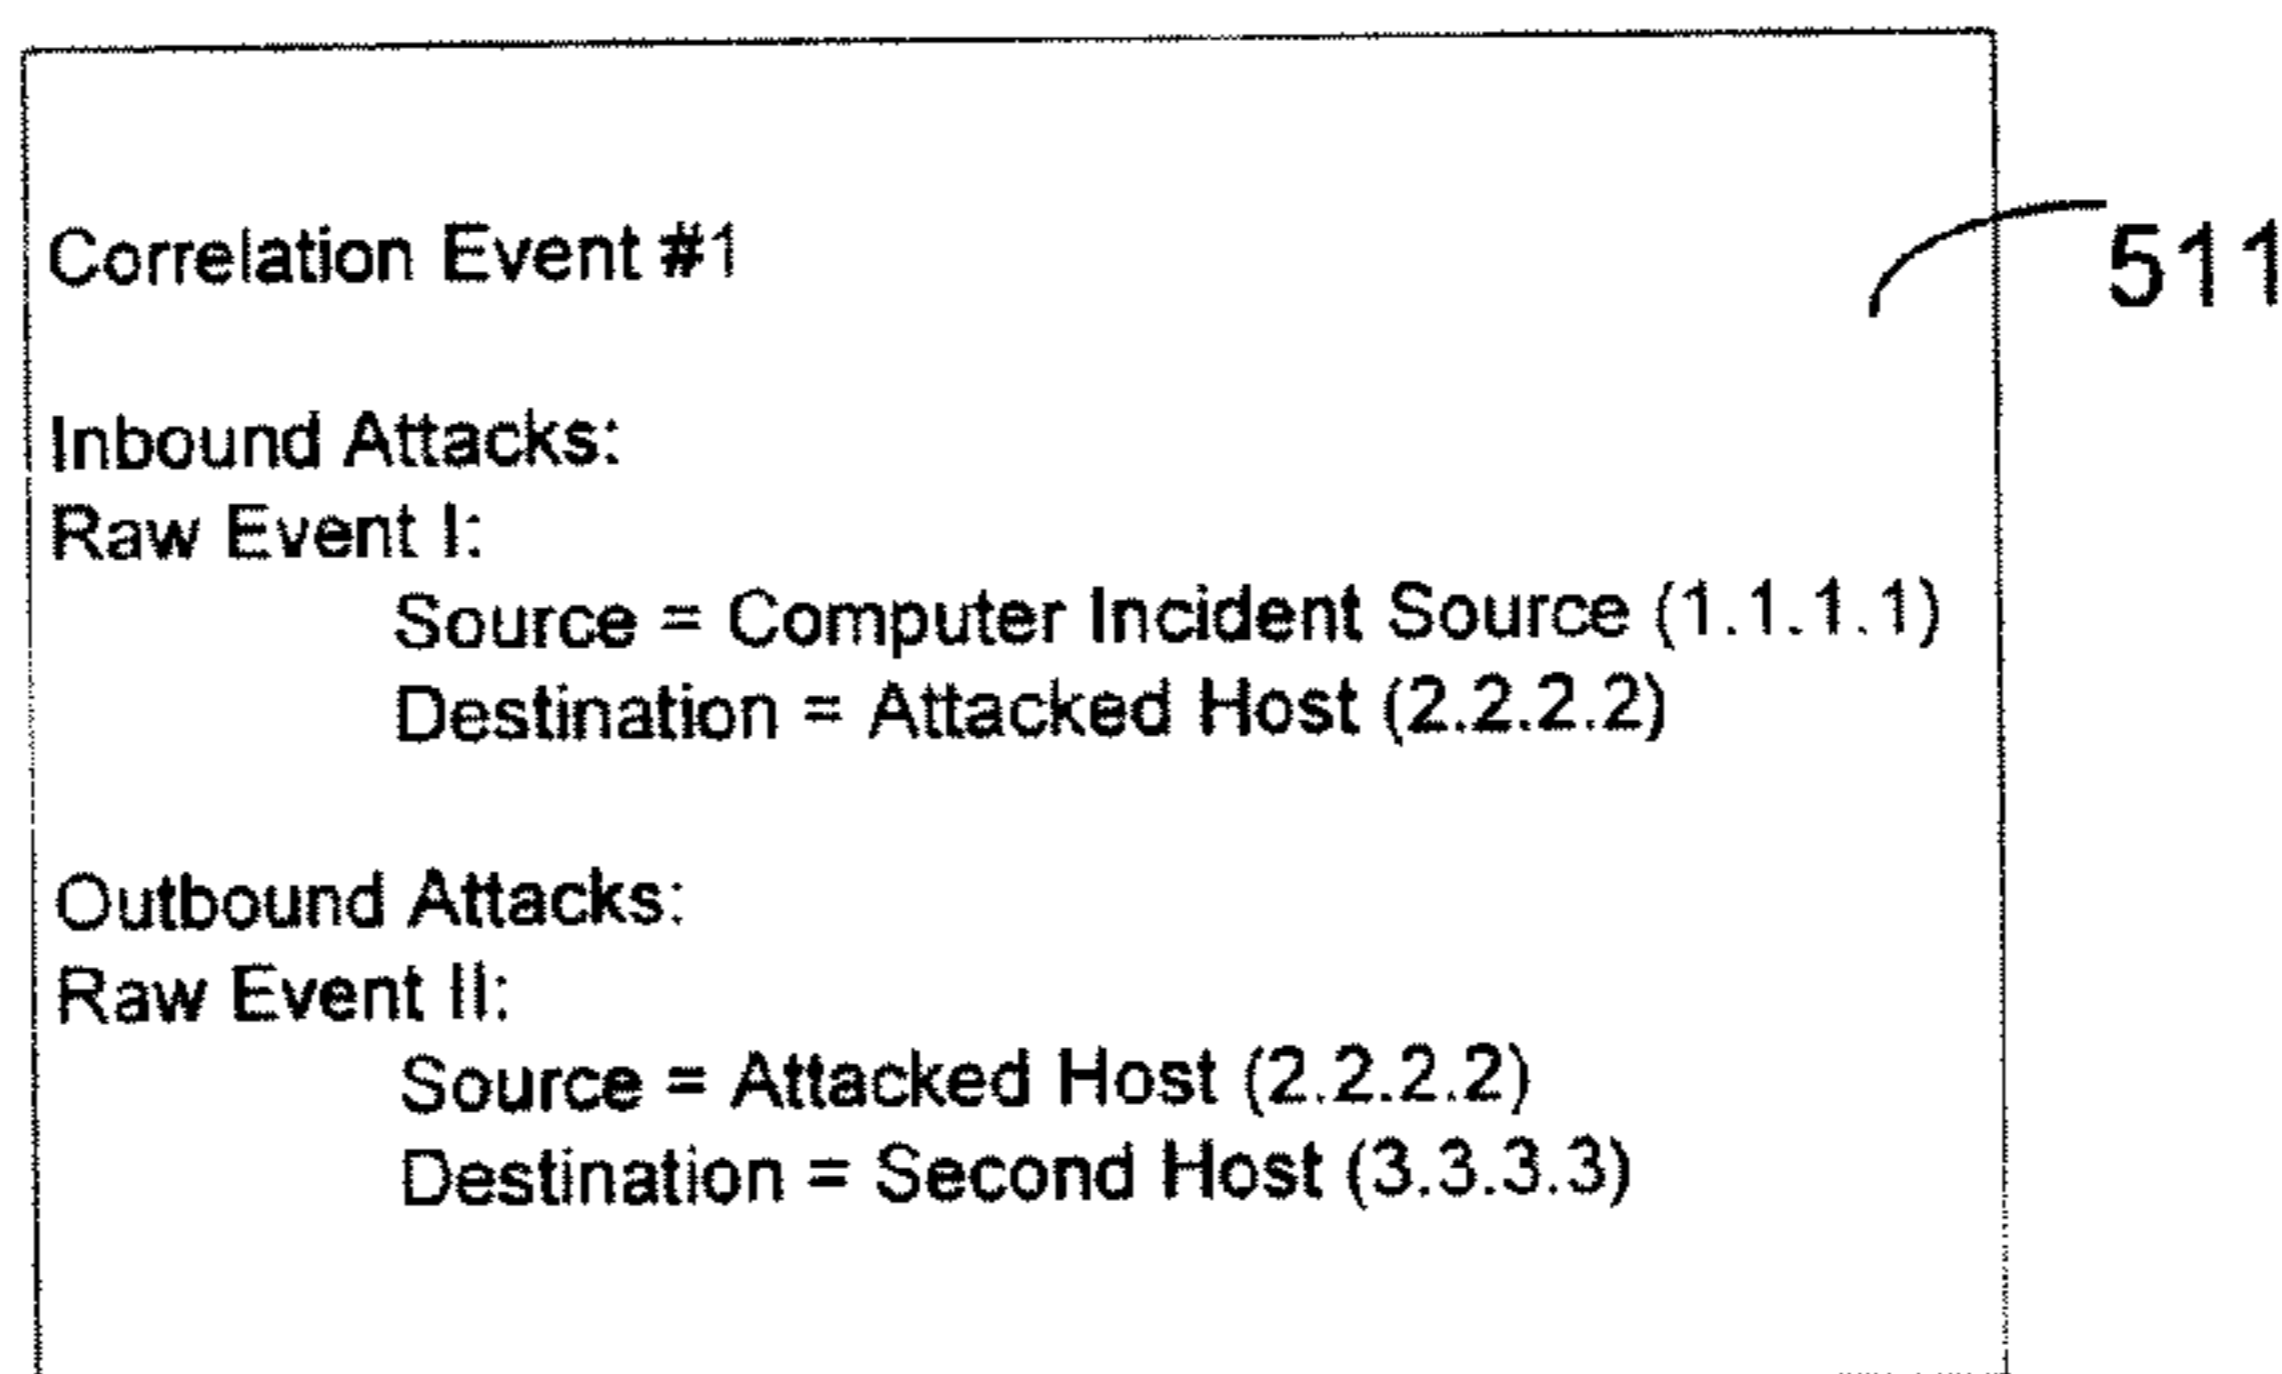 Correlation Event #1
511
Inbound Attacks:
Raw Event I:
Source = Computer Incident Source (1.1.1.1)
Destination = Attacked Host (2.2.2.2)
Outbound Attacks:
Raw Event II:
Source = Attacked Host (2.2.2.2)
Destination = Second Host (3.3.3.3)